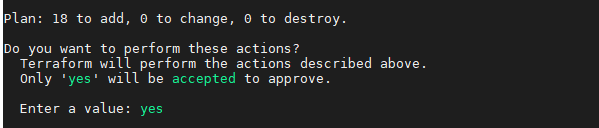 Plan: 18 to add, 0 to change, 0 to destroy.
Do you want to perform these actions?
Terraform will perform the actions described above.
Only 'yes' will be accepted to approve.
Enter a value: yes